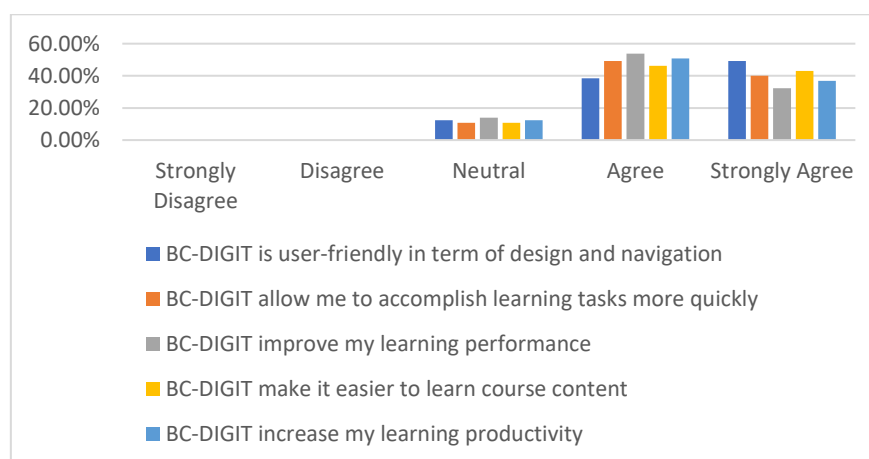 60.00%
40.00%
20.00%
0.00%
Strongly
Disagree
Disagree
Neutral
Agree
Strongly Agree
BC-DIGIT is user-friendly in term of design and navigation
BC-DIGIT allow me to accomplish learning tasks more quickly
BC-DIGIT improve my learning performance
BC-DIGIT make it easier to learn course content
BC-DIGIT increase my learning productivity